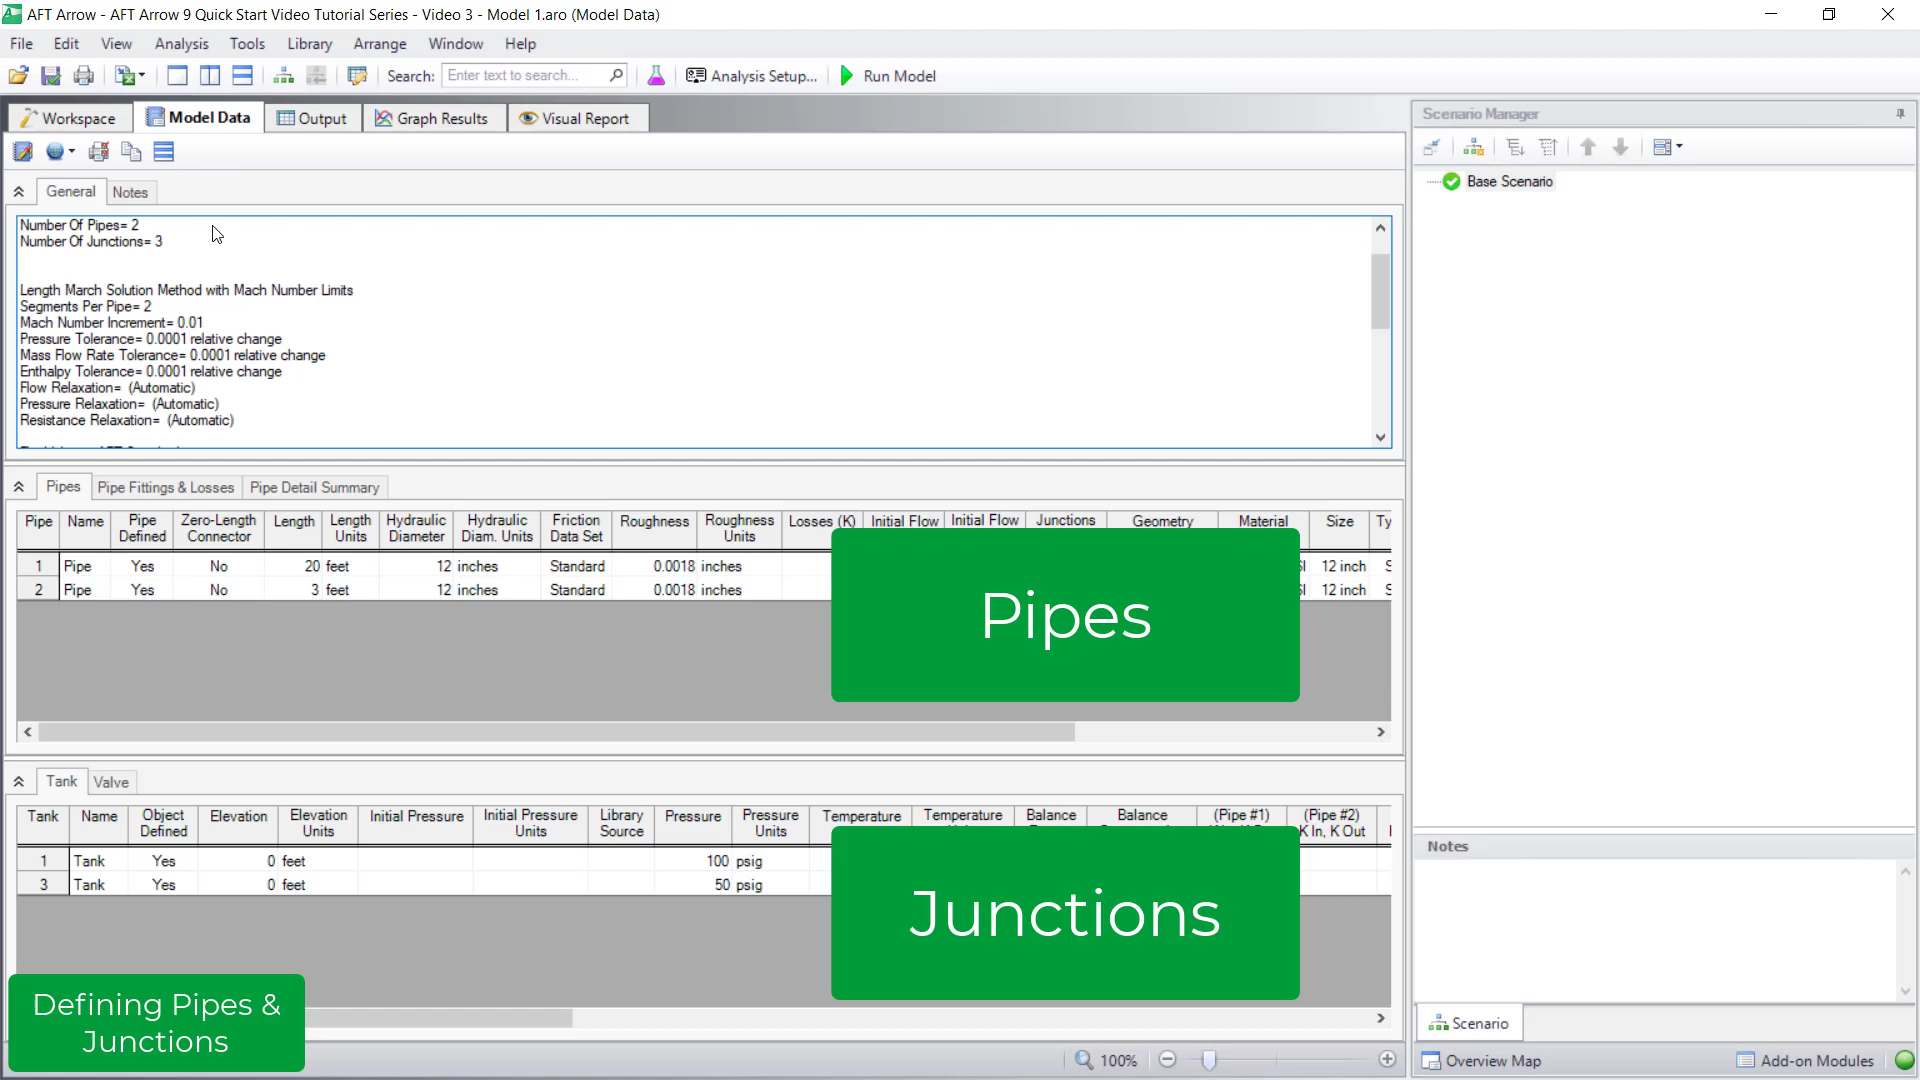 AFT Arrow - AFT Arrow 9 Quick Start Video Tutorial Series - Video 3 - Model 1.aro (Model Data)
File Edit View Analysis Tools Library Arrange Window Help
Search: Enter text to search... Analysis Setup... Run Model
Workspace Model Data Output Graph Results Visual Report
General Notes
Number Of Pipes= 2
Number Of Junctions= 3
Length March Solution Method with Mach Number Limits
Segments Per Pipe= 2
Mach Number Increment= 0.01
Pressure Tolerance= 0.0001 relative change
Mass Flow Rate Tolerance= 0.0001 relative change
Enthalpy Tolerance= 0.0001 relative change
Flow Relaxation= (Automatic)
Pressure Relaxation= (Automatic)
Resistance Relaxation= (Automatic)
Pipes Pipe Fittings & Losses Pipe Detail Summary
Pipe Name Pipe Defined Zero-Length Connector Length Length Units Hydraulic Diameter Hydraulic Diam. Units Friction Data Set Roughness Roughness Units Losses (K) Initial Flow Initial Flow Junctions Geometry Material Size Ty
1 Pipe Yes No 20 feet 12 inches Standard 0.0018 inches 12 inch S
2 Pipe Yes No 3 feet 12 inches Standard 0.0018 inches 12 inch S
Pipes
Tank Valve
Tank Name Object Defined Elevation Elevation Units Initial Pressure Initial Pressure Units Library Source Pressure Pressure Units Temperature Temperature Balance Balance (Pipe #1) (Pipe #2) K In, K Out
1 Tank Yes 0 feet 100 psig
3 Tank Yes 0 feet 50 psig
Junctions
Defining Pipes &
Junctions
100%
Scenario Manager
Base Scenario
Notes
Scenario
Overview Map Add-on Modules